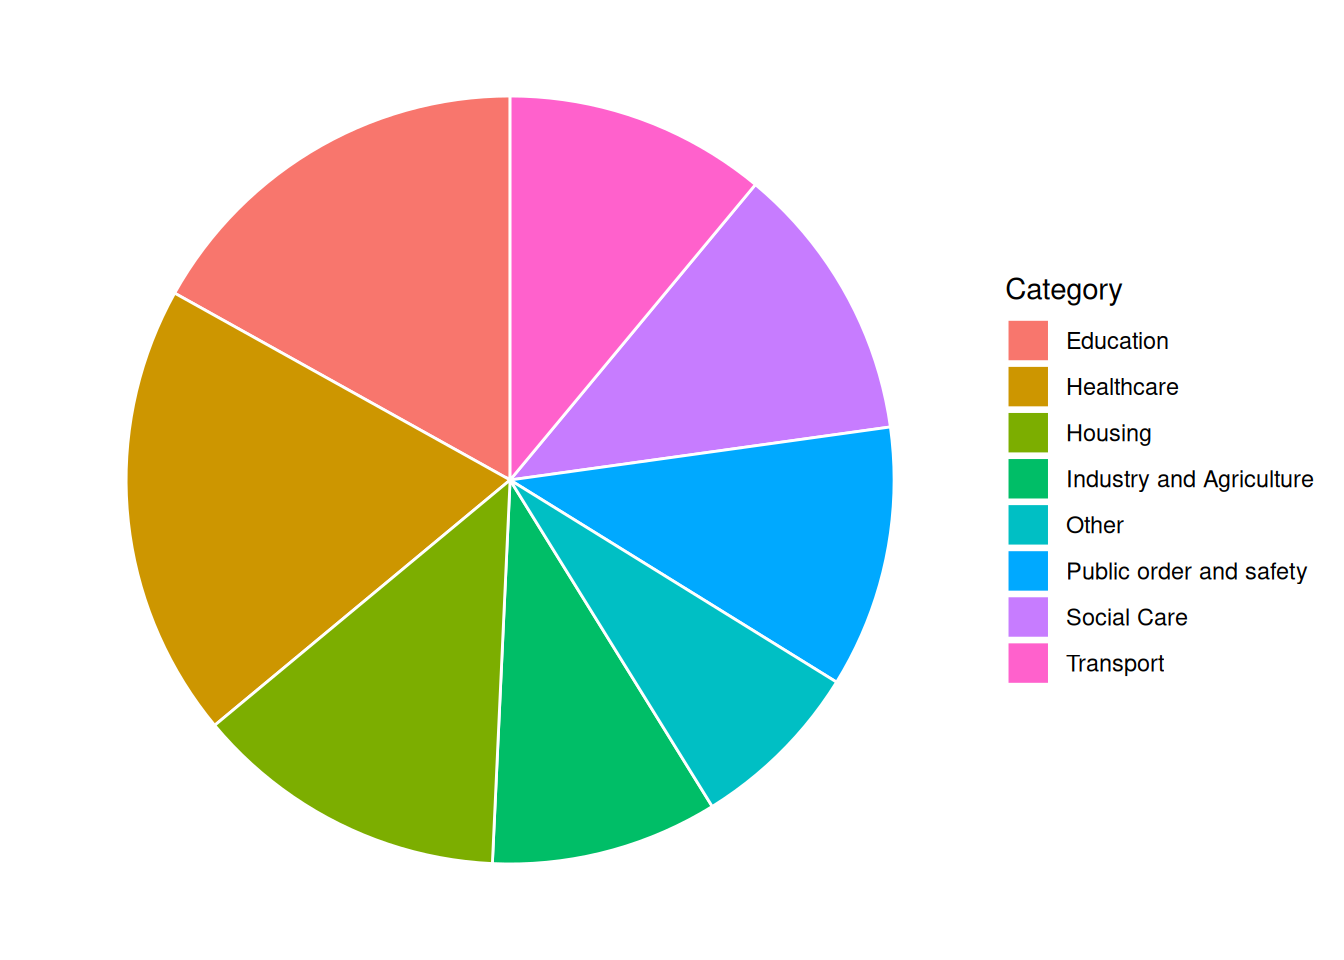 Category
Education
Healthcare
Housing
Industry and Agriculture
Other
Public order and safety
Social Care
Transport